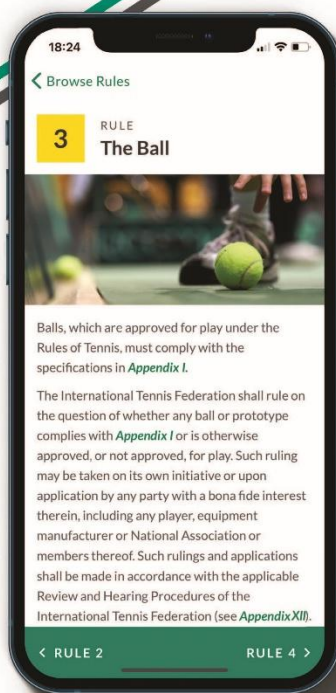 18:24
Browse Rules
3
RULE
The Ball
Balls, which are approved for play under the
Rules of Tennis, must comply with the
specifications in Appendix I.
The International Tennis Federation shall rule on
the question of whether any ball or prototype
complies with Appendix I or is otherwise
approved, or not approved, for play. Such ruling
may be taken on its own initiative or upon
application by any party with a bona fide interest
therein, including any player, equipment
manufacturer or National Association or
members thereof. Such rulings and applications
shall be made in accordance with the applicable
Review and Hearing Procedures of the
International Tennis Federation (see Appendix XII).
< RULE 2
RULE 4 >